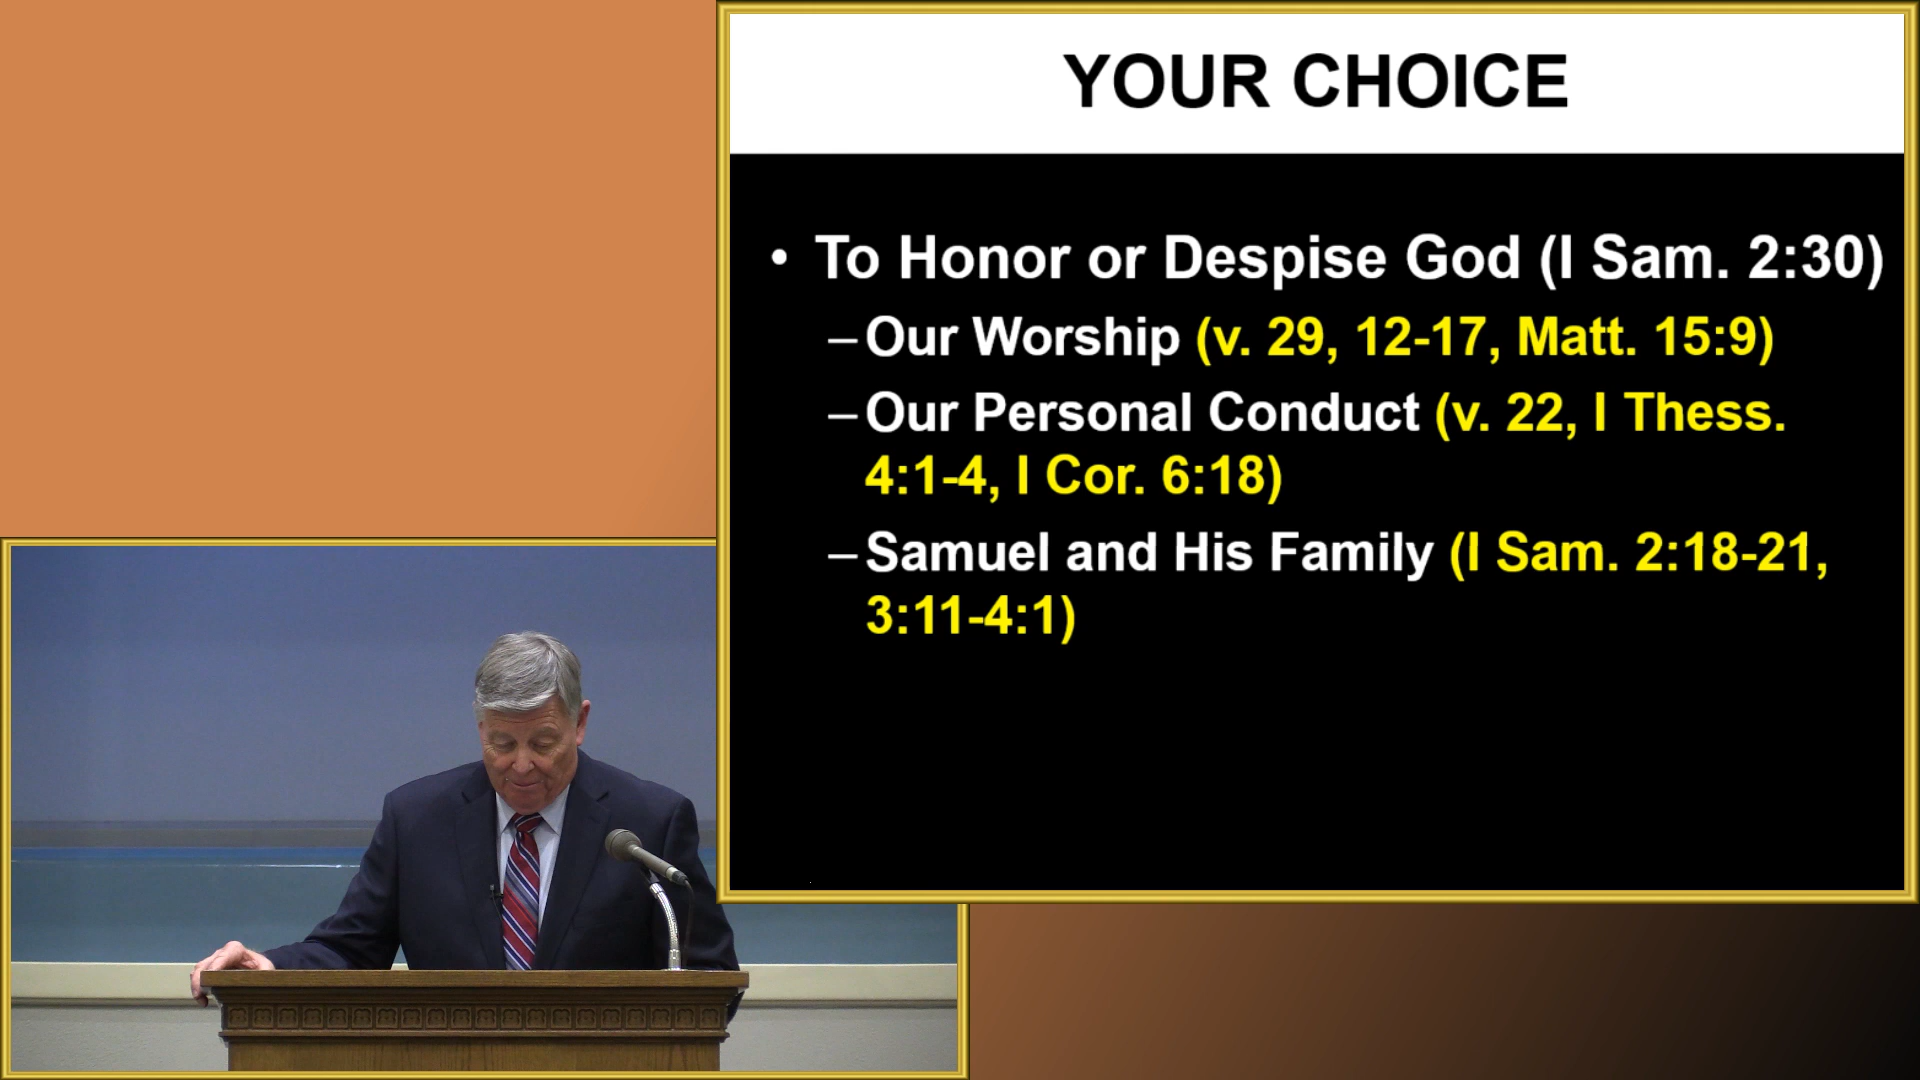 YOUR CHOICE
• To Honor or Despise God (I Sam. 2:30)
–Our Worship (v. 29, 12-17, Matt. 15:9)
–Our Personal Conduct (v. 22, I Thess.
4:1-4, I Cor. 6:18)
–Samuel and His Family (I Sam. 2:18-21,
3:11-4:1)